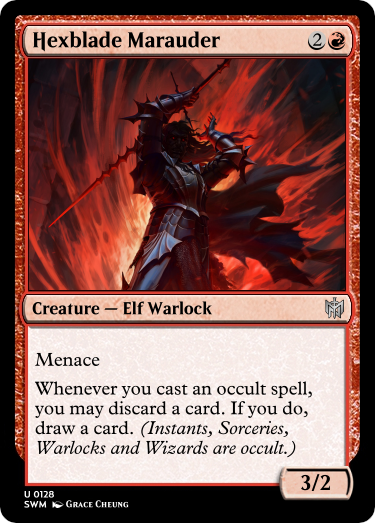 Hexblade Marauder 2
Creature — Elf Warlock
Menace
Whenever you cast an occult spell,
you may discard a card. If you do,
draw a card. (Instants, Sorceries,
Warlocks and Wizards are occult.)
3/2
U 0128
SWM GRACE CHEUNG